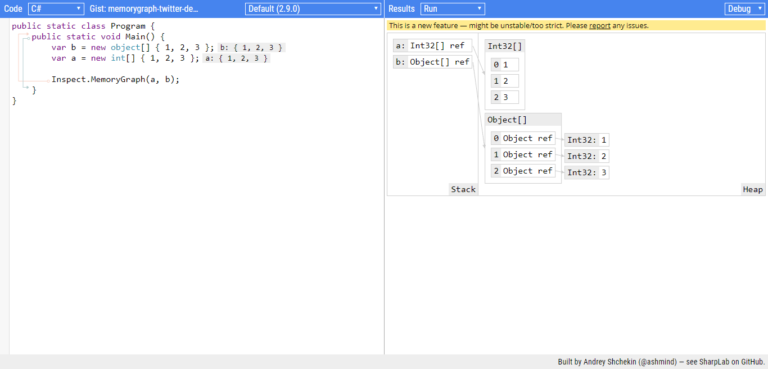 Code C# Gist: memorygraph-twitter-de... Default (2.9.0) Results Run Debug
public static class Program {
public static void Main() {
var b = new object[] { 1, 2, 3 }; b: { 1, 2, 3 }
var a = new int[] { 1, 2, 3 }; a: { 1, 2, 3 }
Inspect.MemoryGraph(a, b);
}
}
This is a new feature — might be unstable/too strict. Please report any issues.
a: Int32[] ref
b: Object[] ref
Stack
Int32[]
0 1
1 2
2 3
Object[]
0 Object ref Int32: 1
1 Object ref Int32: 2
2 Object ref Int32: 3
Heap
Built by Andrey Shchekin (@ashmind) — see SharpLab on GitHub.